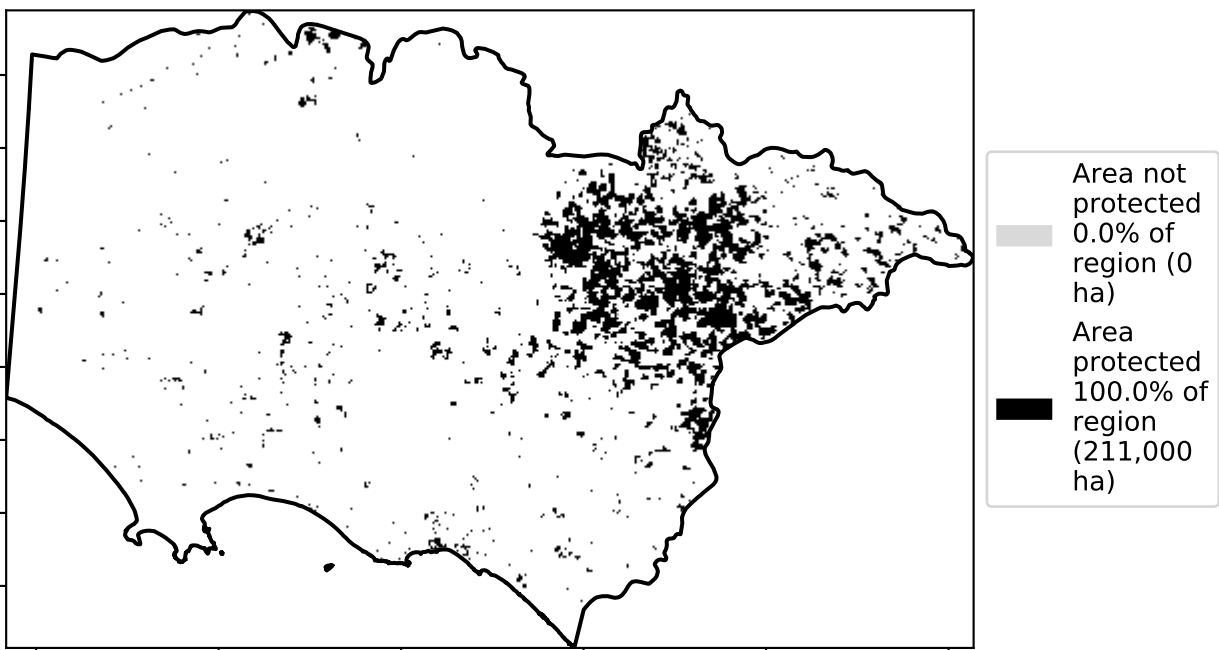 Area not
protected
0.0% of
region (0
ha)
Area
protected
100.0% of
region
(211,000
ha)